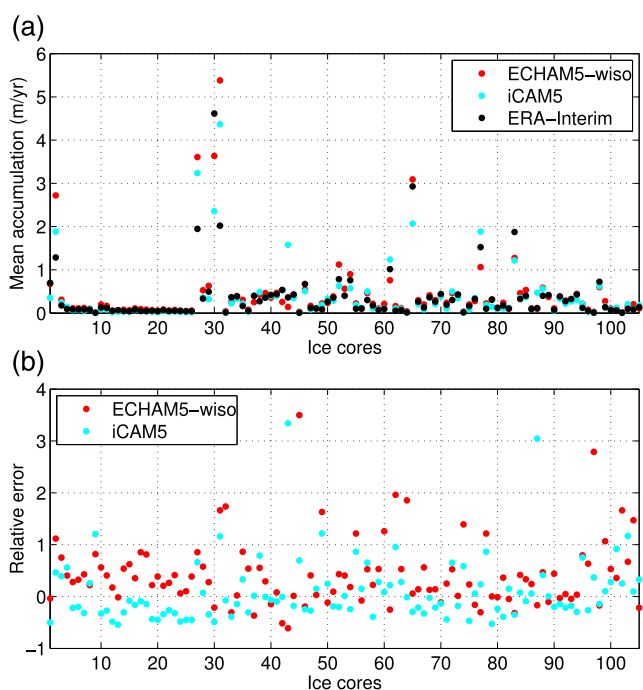 (a)
Mean accumulation (m/yr)
6
5
4
3
2
1
0
ECHAM5-wiso
iCAM5
ERA-Interim
10 20 30 40 50 60 70 80 90 100
Ice cores
(b)
Relative error
4
3
2
1
0
-1
ECHAM5-wiso
iCAM5
10 20 30 40 50 60 70 80 90 100
Ice cores